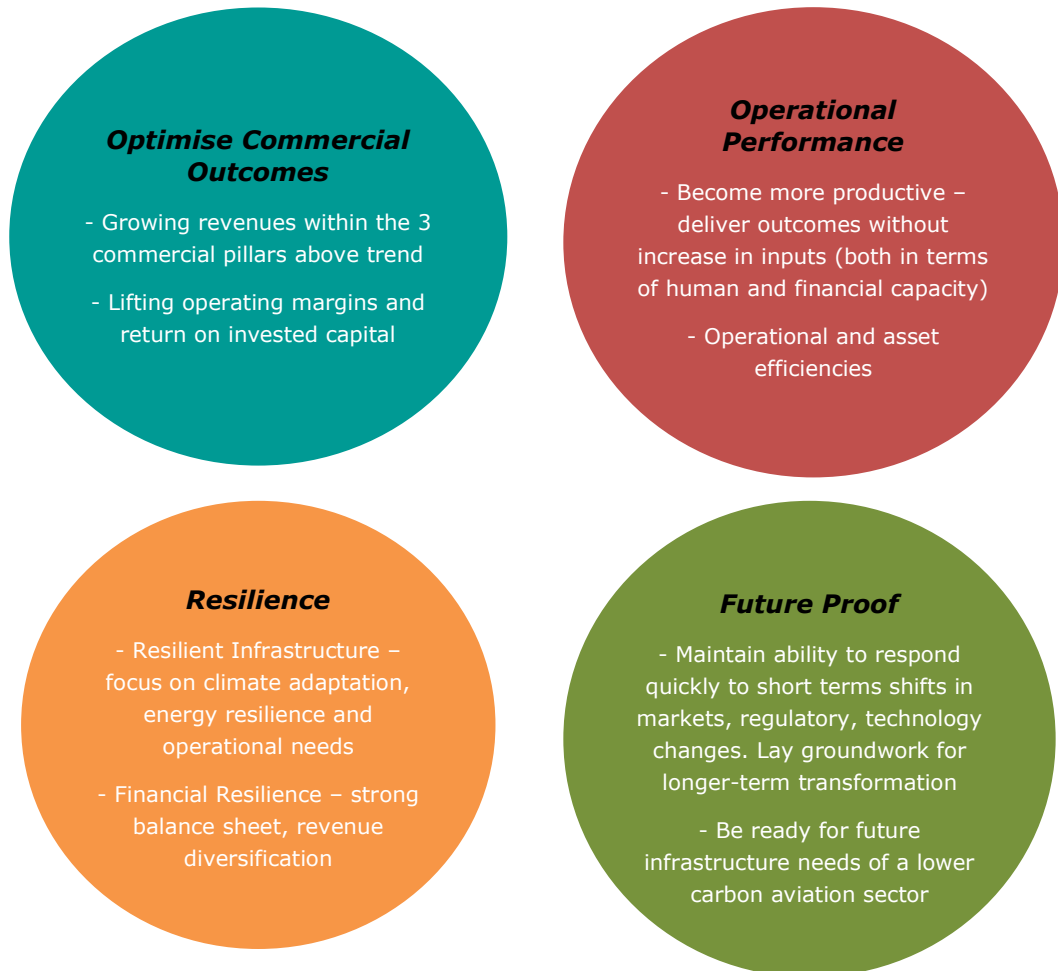 Optimise Commercial
Outcomes
- Growing revenues within the 3
commercial pillars above trend
- Lifting operating margins and
return on invested capital
Operational
Performance
- Become more productive –
deliver outcomes without
increase in inputs (both in terms
of human and financial capacity)
- Operational and asset
efficiencies
Resilience
- Resilient Infrastructure –
focus on climate adaptation,
energy resilience and
operational needs
- Financial Resilience – strong
balance sheet, revenue
diversification
Future Proof
- Maintain ability to respond
quickly to short terms shifts in
markets, regulatory, technology
changes. Lay groundwork for
longer-term transformation
- Be ready for future
infrastructure needs of a lower
carbon aviation sector